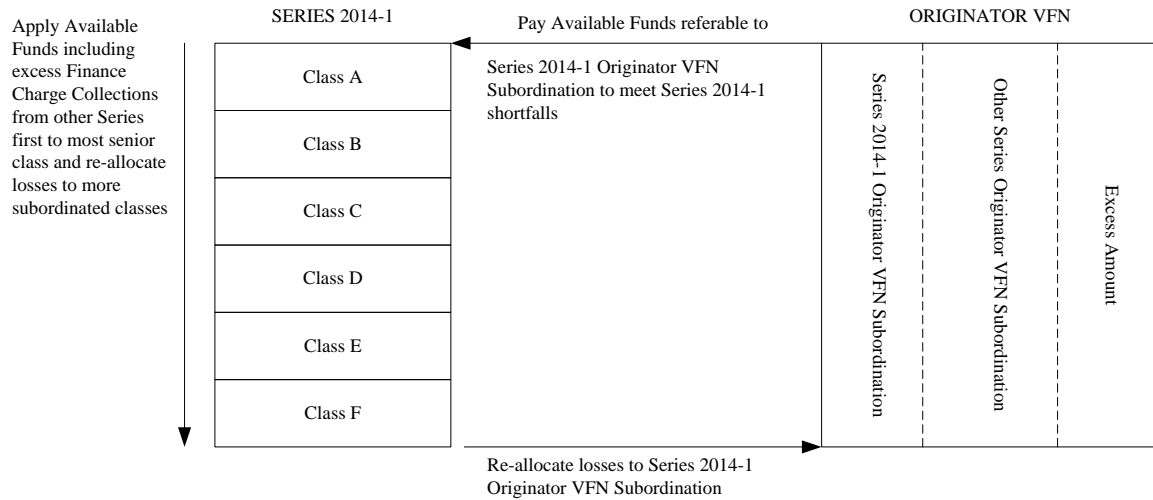 SERIES 2014-1
Pay Available Funds referable to
ORIGINATOR VFN
Apply Available
Funds including
excess Finance
Charge Collections
from other Series
first to most senior
class and re-allocate
losses to more
subordinated classes
Class A
Class B
Class C
Class D
Class E
Class F
Series 2014-1 Originator VFN
Subordination to meet Series 2014-1
shortfalls
Series 2014-1 Originator VFN Subordination
Other Series Originator VFN Subordination
Excess Amount
Re-allocate losses to Series 2014-1
Originator VFN Subordination